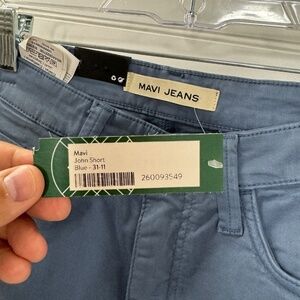 MAVI JEANS
Mavi
John Short
Blue - 31-11
260093549